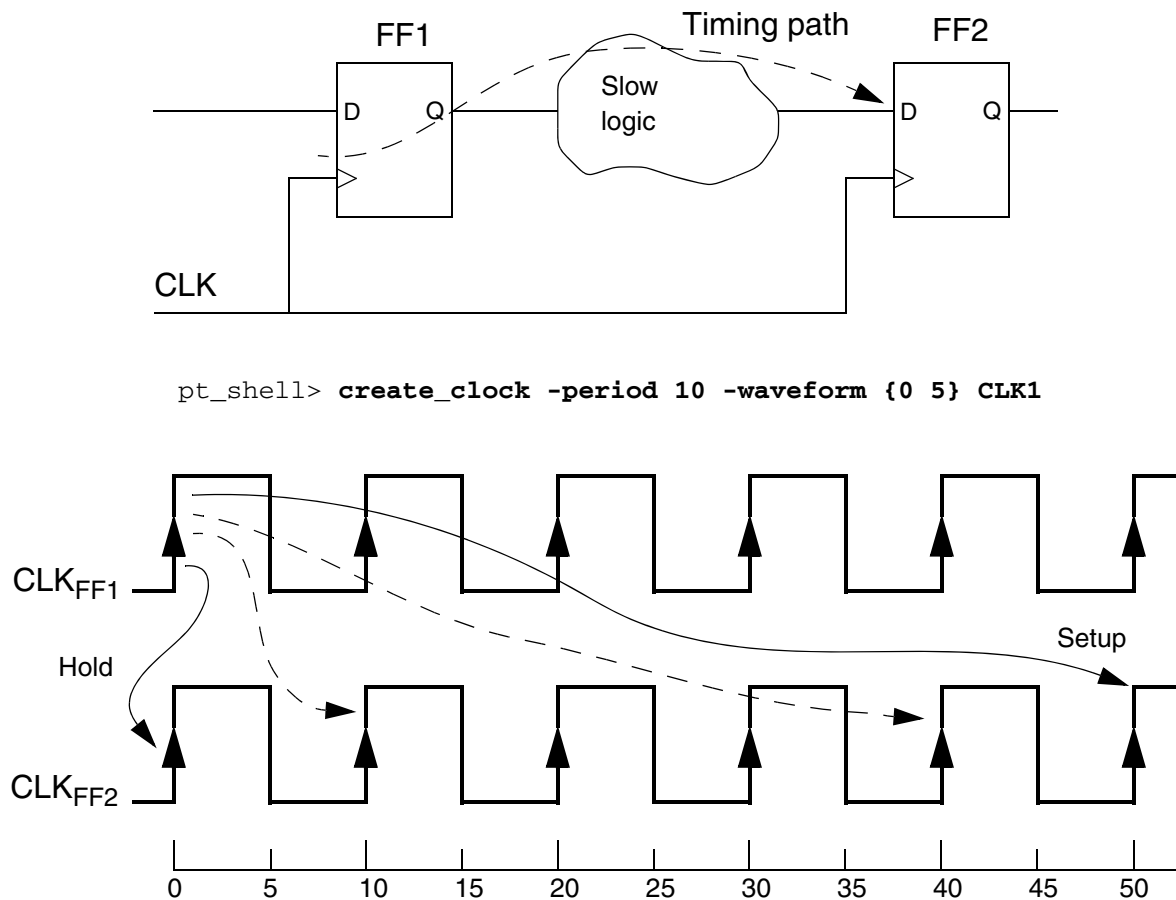 FF1
Timing path
FF2
Slow
logic
D
Q
D
Q
CLK
pt_shell> create_clock -period 10 -waveform {0 5} CLK1
CLKFF1
Setup
Hold
CLKFF2
0 5 10 15 20 25 30 35 40 45 50